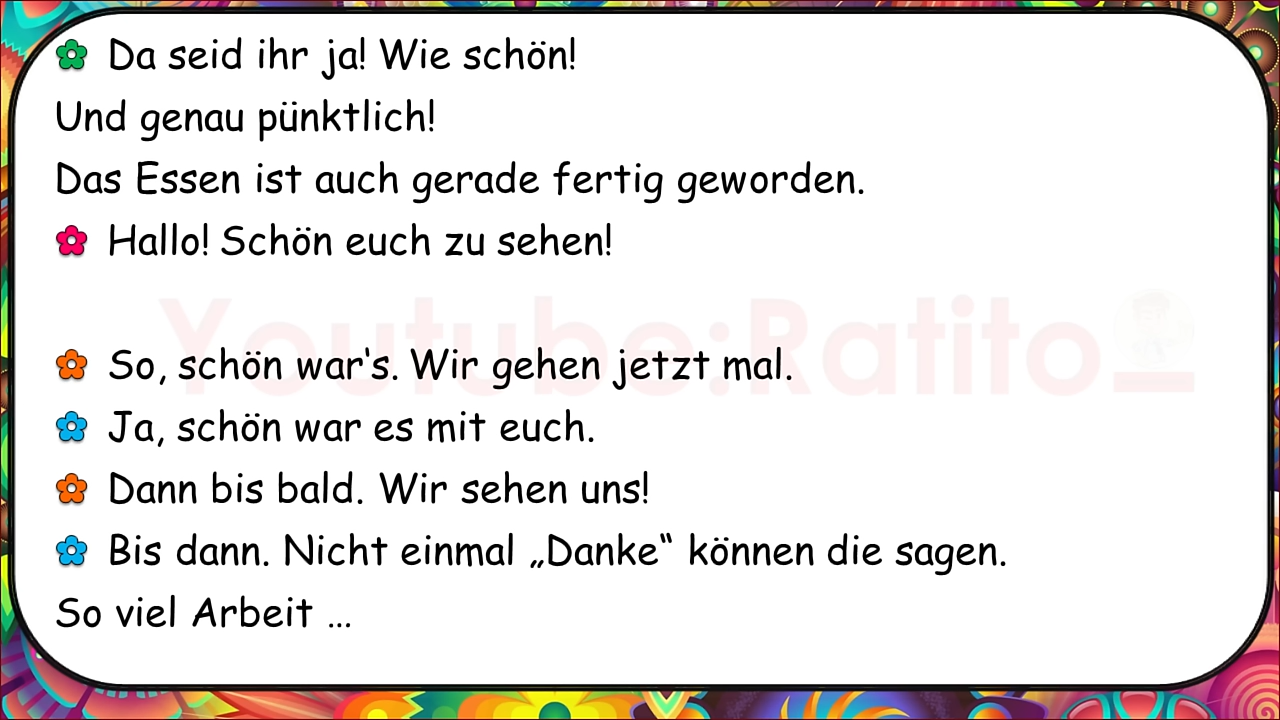 Da seid ihr ja! Wie schön!
Und genau pünktlich!
Das Essen ist auch gerade fertig geworden.
Hallo! Schön euch zu sehen!
Youtube:Ratito_
So, schön war's. Wir gehen jetzt mal.
Ja, schön war es mit euch.
Dann bis bald. Wir sehen uns!
Bis dann. Nicht einmal „Danke“ können die sagen.
So viel Arbeit ...